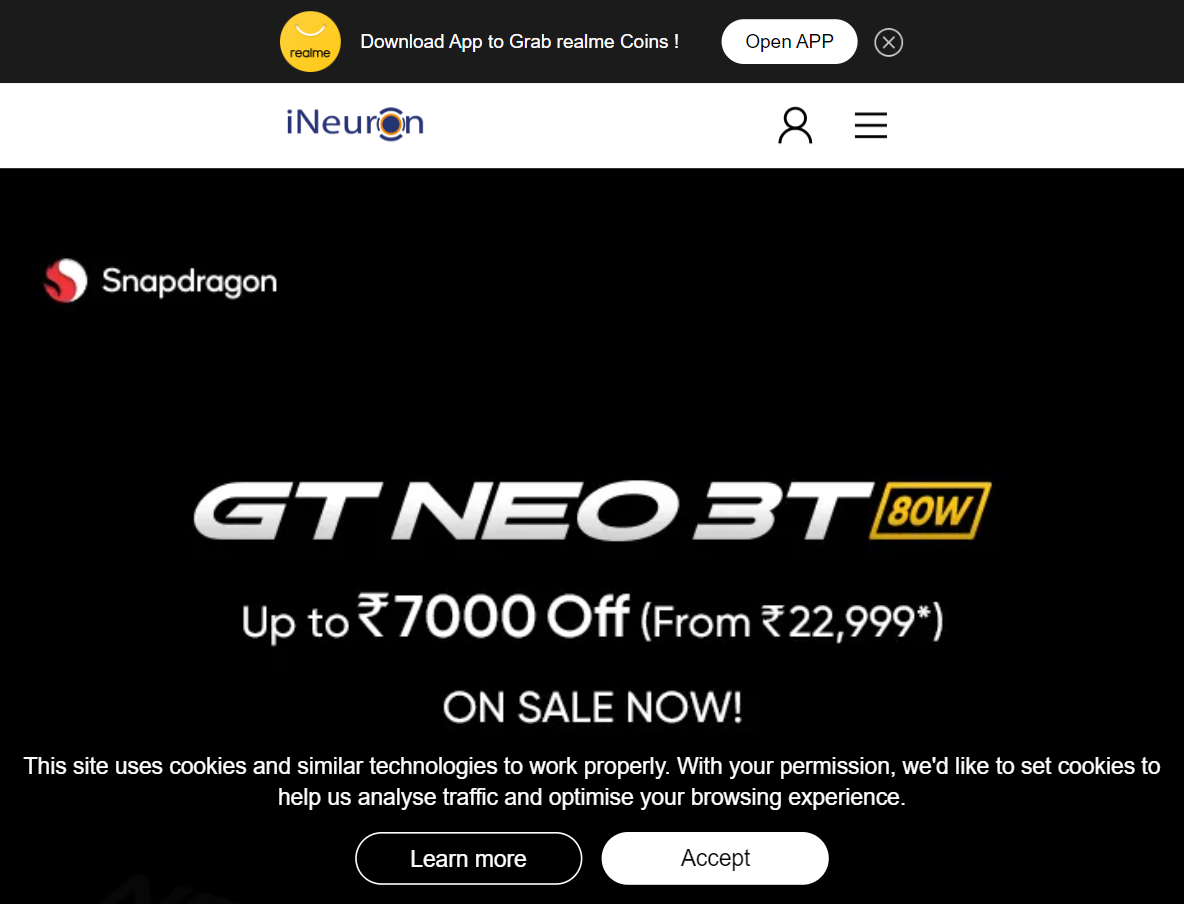 realme
Download App to Grab realme Coins !
Open APP
iNeuron
Snapdragon
GT NEO 3T 80W
Up to ₹7000 Off (From ₹22,999*)
ON SALE NOW!
This site uses cookies and similar technologies to work properly. With your permission, we'd like to set cookies to
help us analyse traffic and optimise your browsing experience.
Learn more
Accept